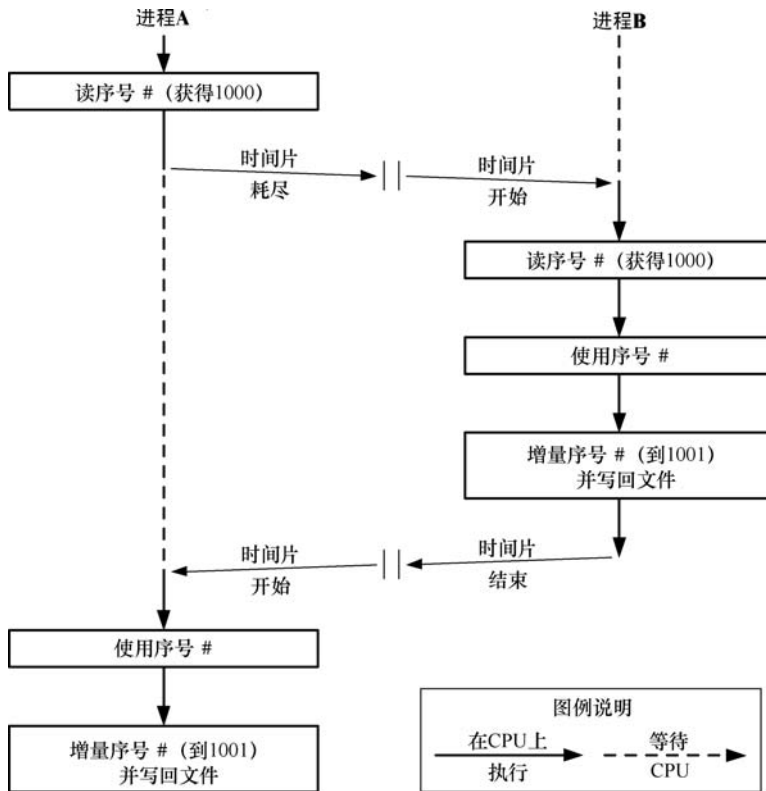 进程A
进程B
读序号 # (获得1000)
时间片
耗尽
时间片
开始
读序号 # (获得1000)
使用序号 #
增量序号 # (到1001)
并写回文件
时间片
开始
时间片
结束
使用序号 #
增量序号 # (到1001)
并写回文件
图例说明
在CPU上
执行
等待
CPU